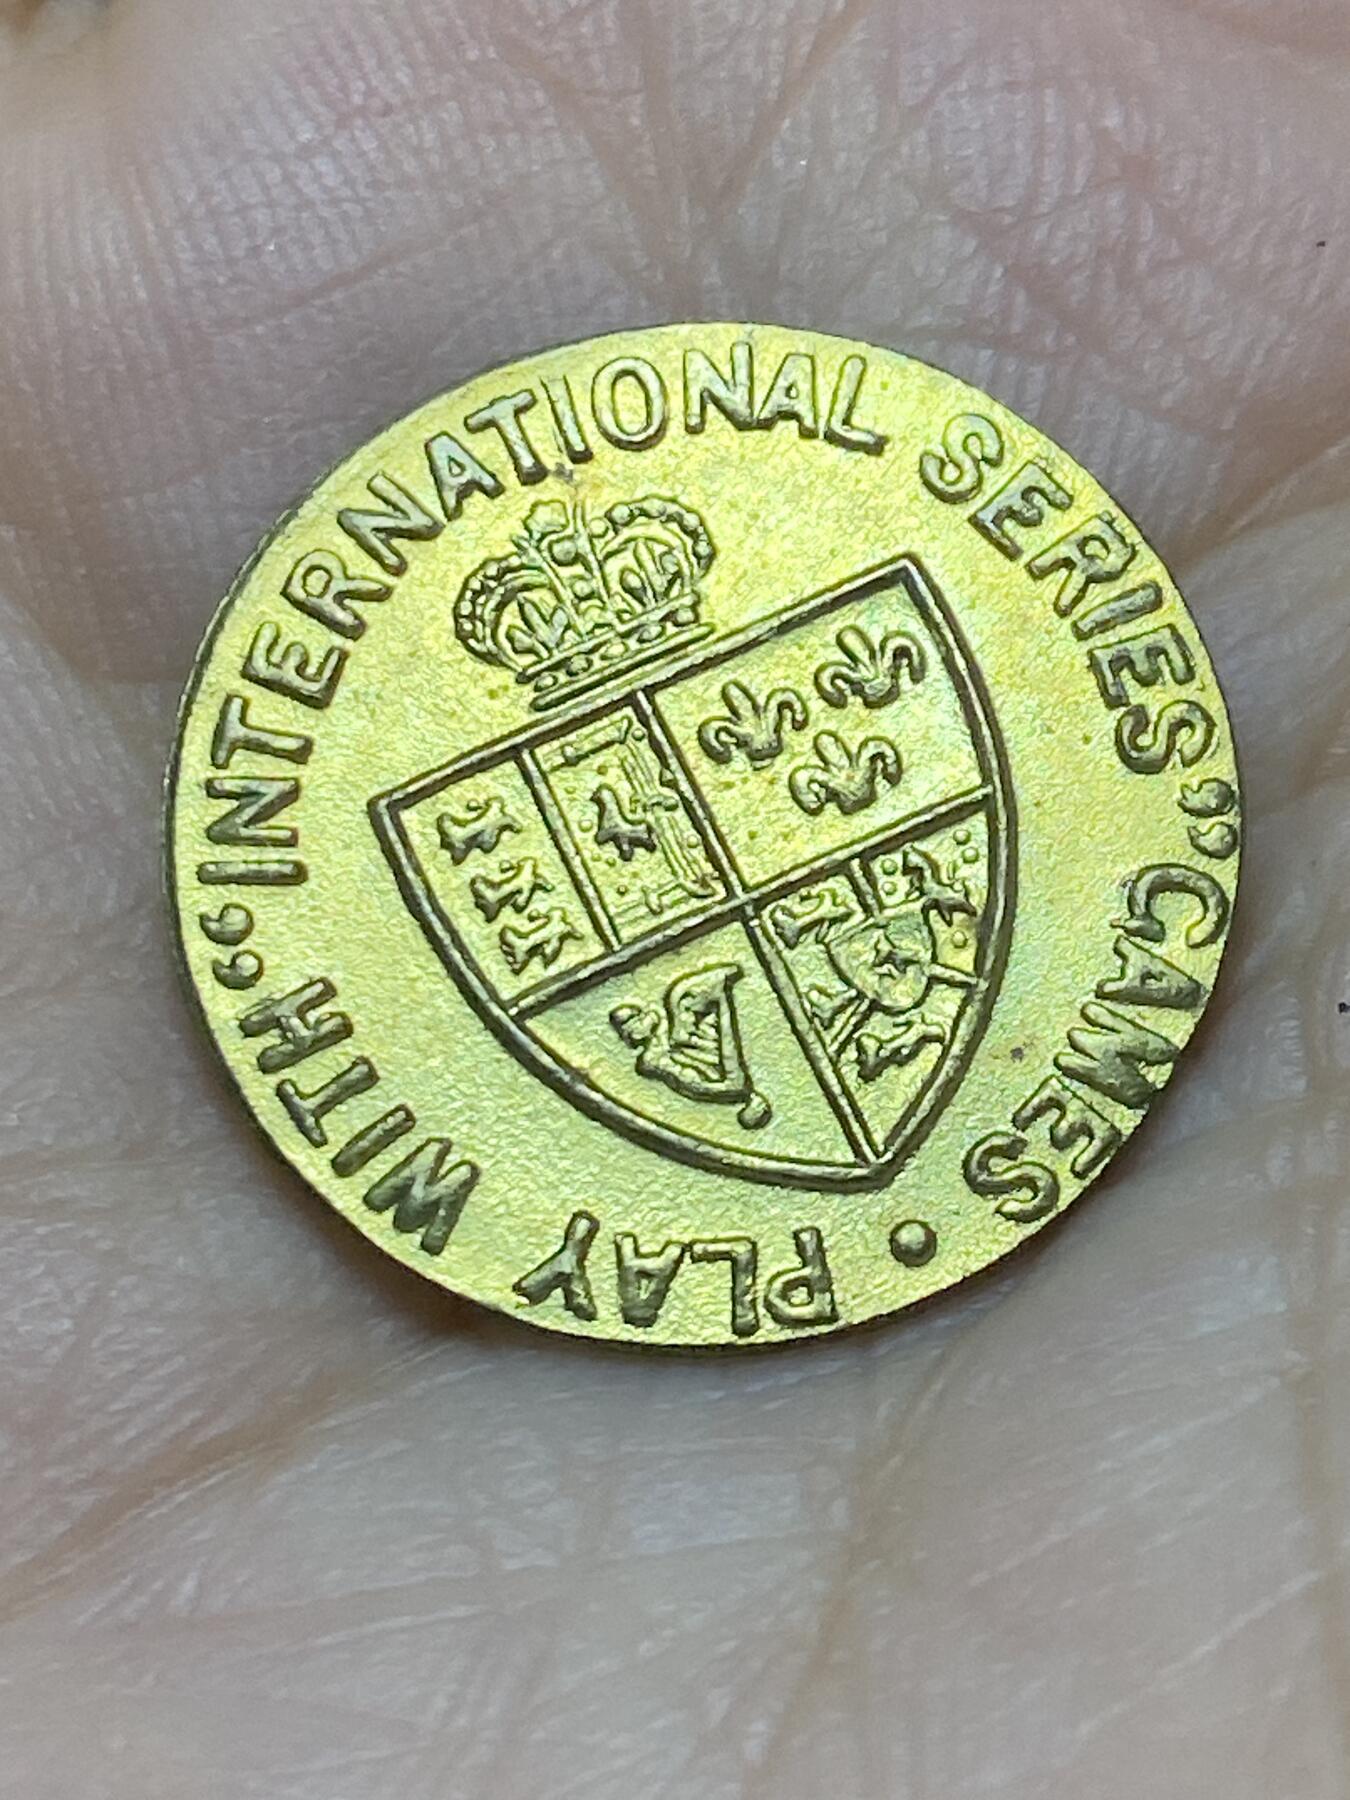 PLAY WITH “INTERNATIONAL SERIES” GAMES •